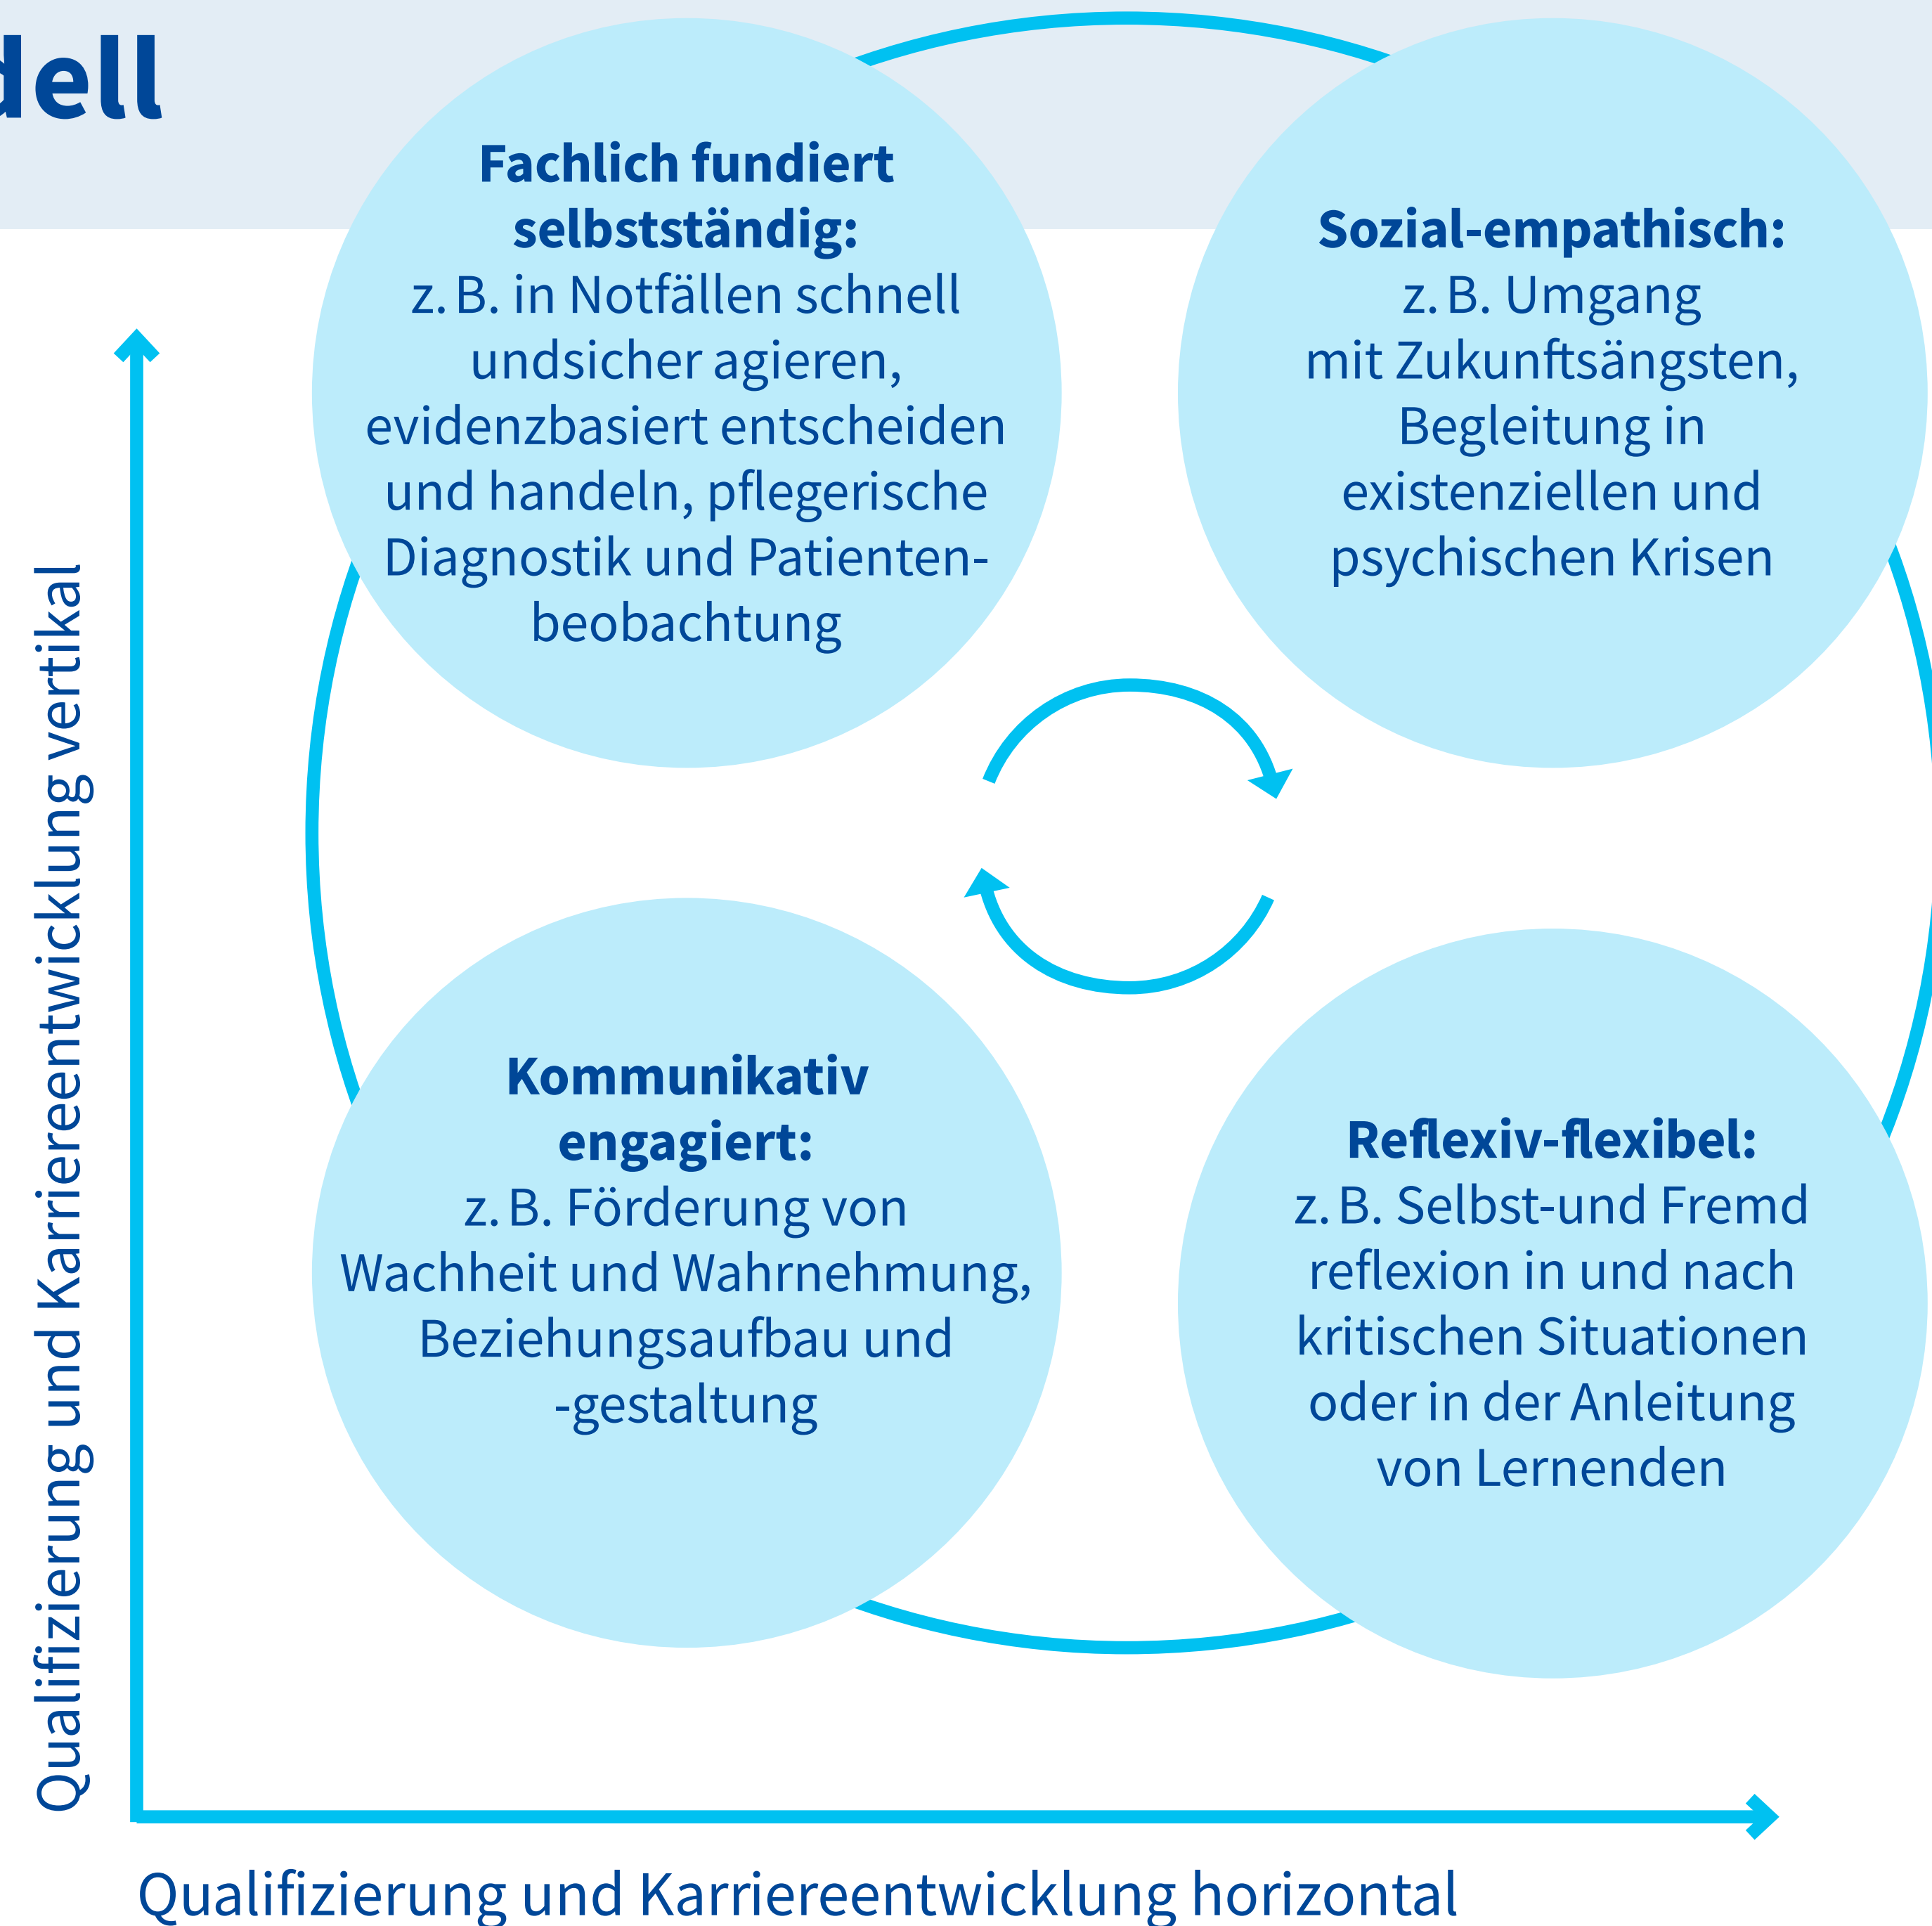 dell
Fachlich fundiert
selbstständig:
z. B. in Notfällen schnell
undsicher agieren,
evidenzbasiert entscheiden
und handeln, pflegerische
Diagnostik und Patienten-
beobachtung
Sozial-empathisch:
z. B. Umgang
mit Zukunftsängsten,
Begleitung in
existenziellen und
psychischen Krisen
Kommunikativ
engagiert:
z. B. Förderung von
Wachheit und Wahrnehmung,
Beziehungsaufbau und
-gestaltung
Reflexiv-flexibel:
z. B. Selbst-und Fremd
reflexion in und nach
kritischen Situationen
oder in der Anleitung
von Lernenden
Qualifizierung und Karriereentwicklung vertikal
Qualifizierung und Karriereentwicklung horizontal